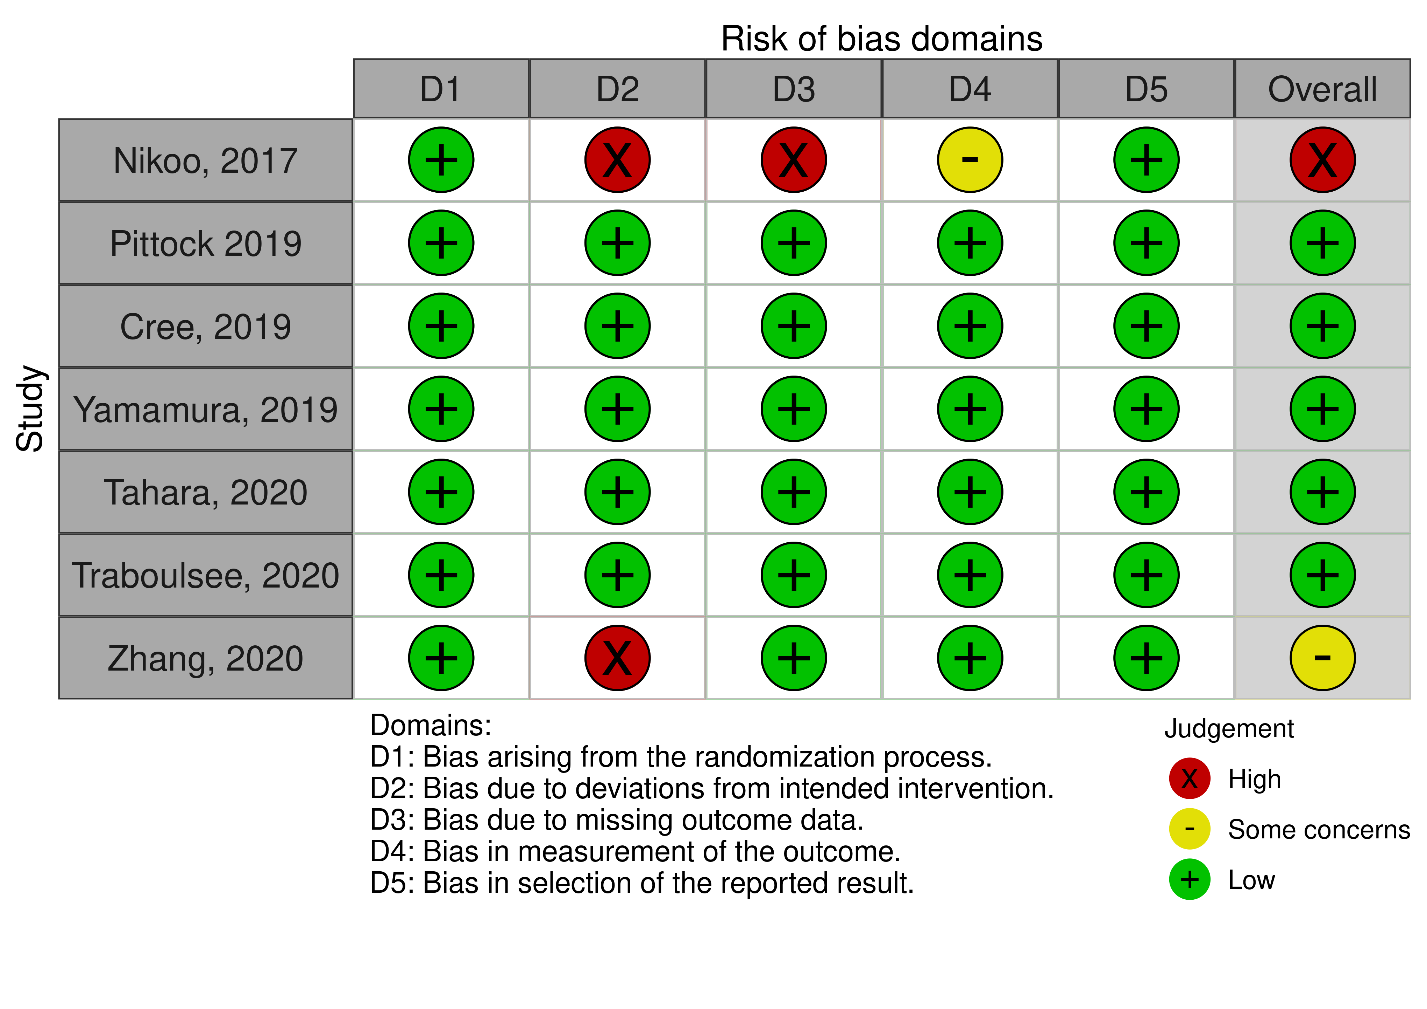 Risk of bias domains
D1 D2 D3 D4 D5 Overall
Study
Nikoo, 2017 + X X - + X
Pittock 2019 + + + + + +
Cree, 2019 + + + + + +
Yamamura, 2019 + + + + + +
Tahara, 2020 + + + + + +
Traboulsee, 2020 + + + + + +
Zhang, 2020 + X + + + -
Domains:
D1: Bias arising from the randomization process.
D2: Bias due to deviations from intended intervention.
D3: Bias due to missing outcome data.
D4: Bias in measurement of the outcome.
D5: Bias in selection of the reported result.
Judgement
X High
- Some concerns
+ Low